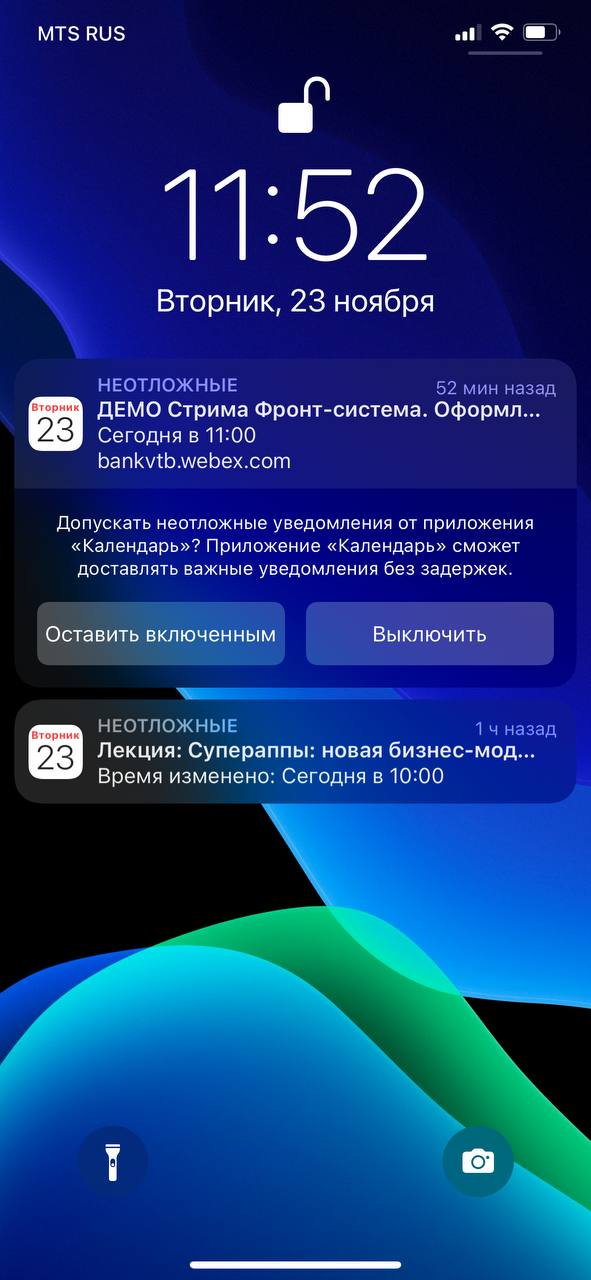 MTS RUS
11:52
Вторник, 23 ноября
НЕОТЛОЖНЫЕ
52 мин назад
Вторник
23
ДЕМО Стрима Фронт-система. Оформл...
Сегодня в 11:00
bankvtb.webex.com
Допускать неотложные уведомления от приложения
«Календарь»? Приложение «Календарь» сможет
доставлять важные уведомления без задержек.
Оставить включенным
Выключить
НЕОТЛОЖНЫЕ
1 ч назад
Вторник
23
Лекция: Супераппы: новая бизнес-мод...
Время изменено: Сегодня в 10:00